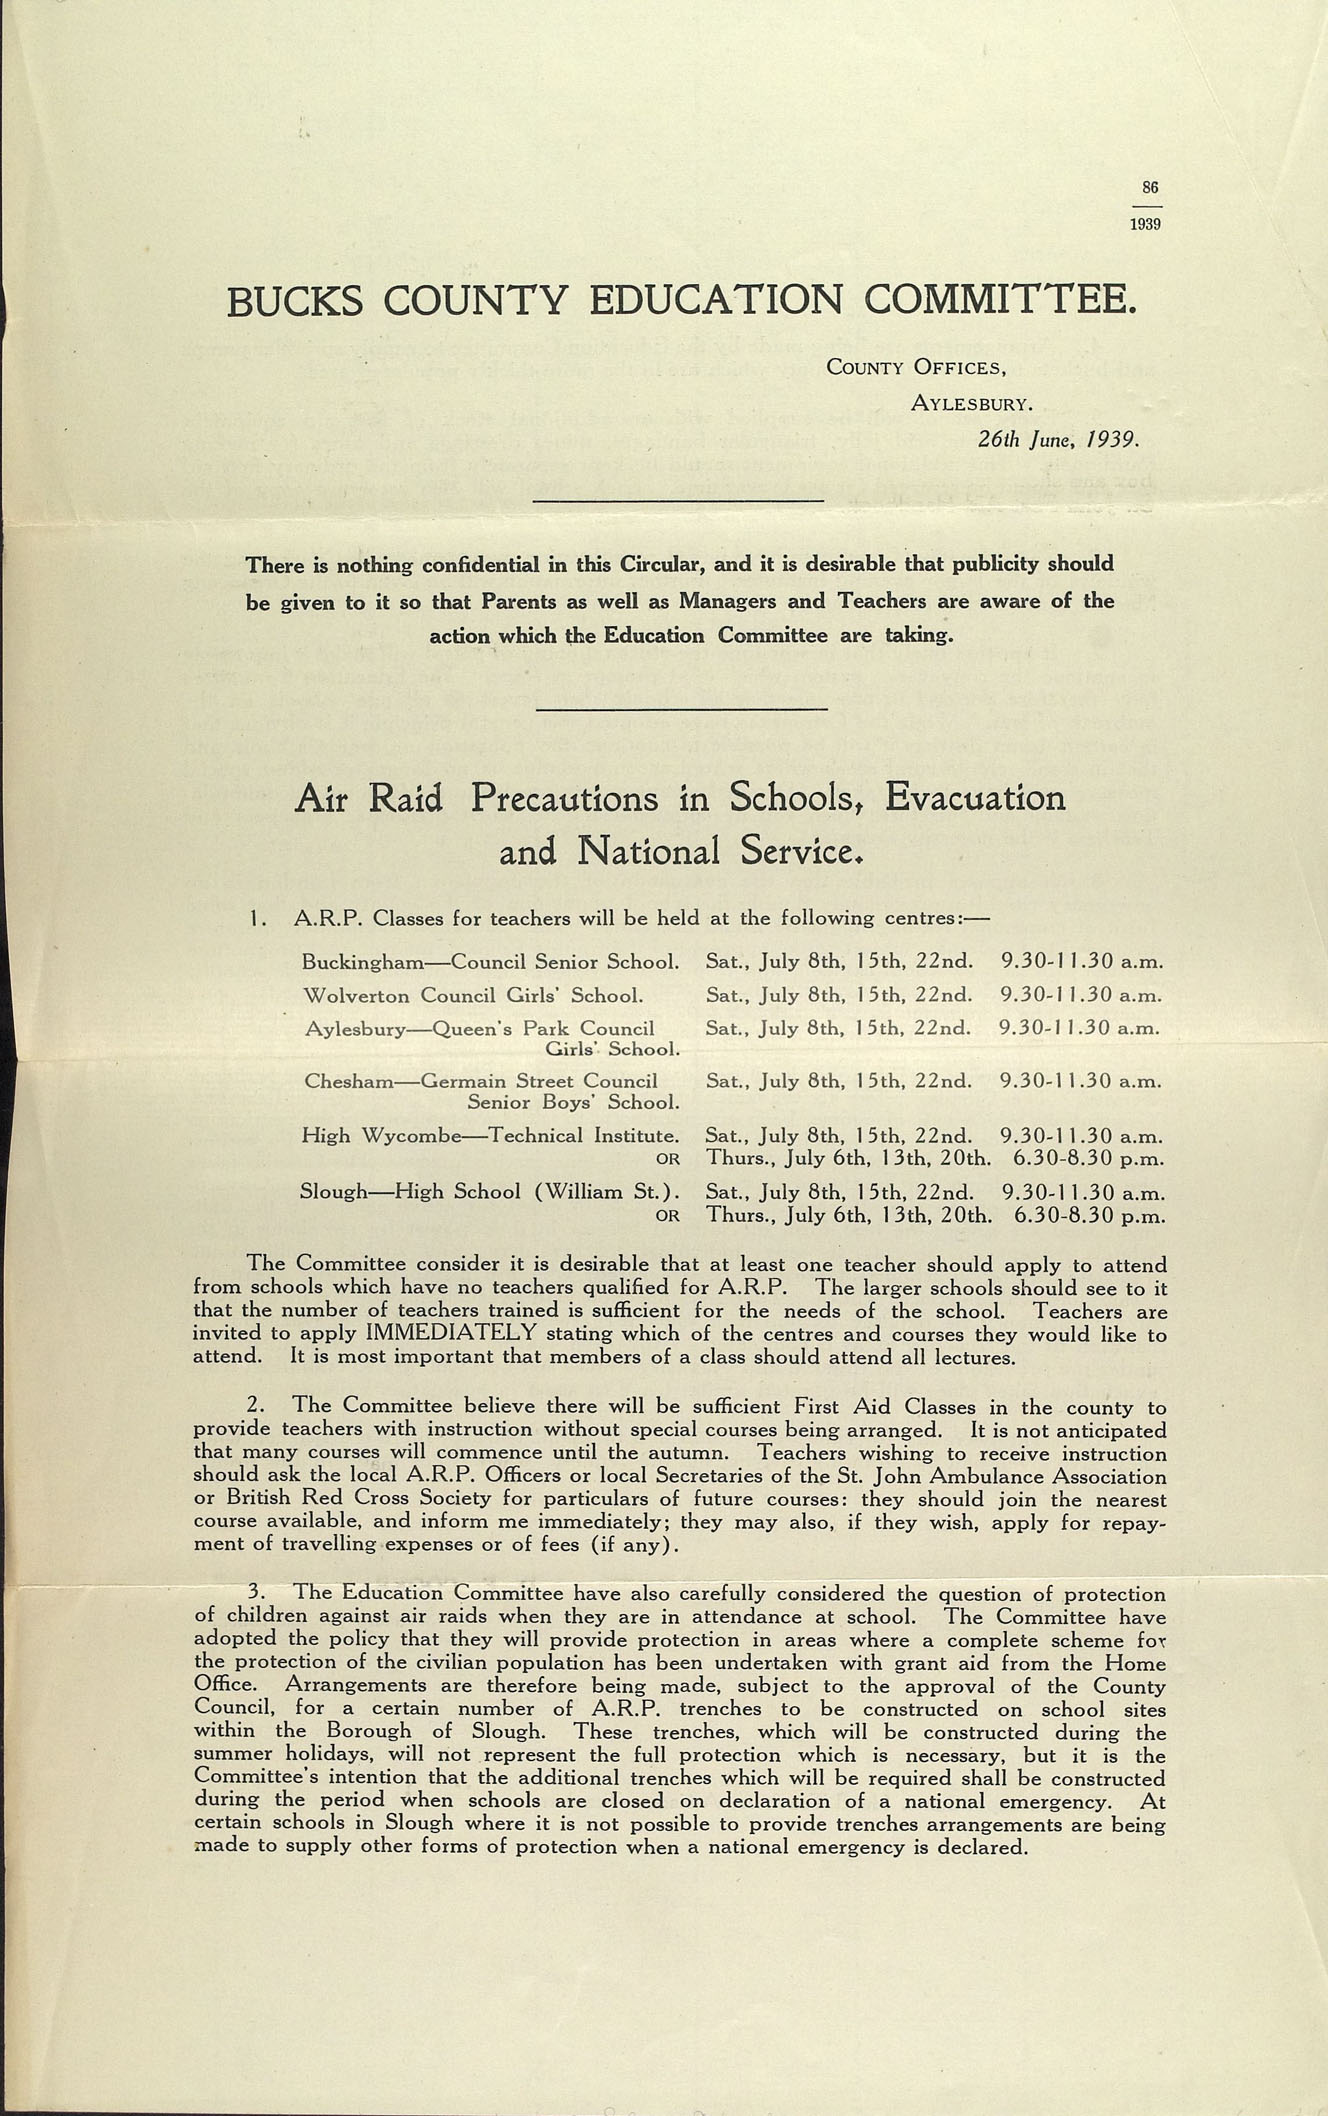 86
1939
BUCKS COUNTY EDUCATION COMMITTEE.
COUNTY OFFICES,
AYLESBURY.
26th June, 1939.
There is nothing confidential in this Circular, and it is desirable that publicity should
be given to it so that Parents as well as Managers and Teachers are aware of the
action which the Education Committee are taking.
Air Raid Precautions in Schools, Evacuation
and National Service.
1. A.R.P. Classes for teachers will be held at the following centres:—
Buckingham—Council Senior School. Sat., July 8th, 15th, 22nd. 9.30-11.30 a.m.
Wolverton Council Girls' School. Sat., July 8th, 15th, 22nd. 9.30-11.30 a.m.
Aylesbury—Queen's Park Council Sat., July 8th, 15th, 22nd. 9.30-11.30 a.m.
Girls' School.
Chesham—Germain Street Council Sat., July 8th, 15th, 22nd. 9.30-11.30 a.m.
Senior Boys' School.
High Wycombe—Technical Institute. Sat., July 8th, 15th, 22nd. 9.30-11.30 a.m.
OR Thurs., July 6th, 13th, 20th. 6.30-8.30 p.m.
Slough—High School (William St.). Sat., July 8th, 15th, 22nd. 9.30-11.30 a.m.
OR Thurs., July 6th, 13th, 20th. 6.30-8.30 p.m.
The Committee consider it is desirable that at least one teacher should apply to attend
from schools which have no teachers qualified for A.R.P. The larger schools should see to it
that the number of teachers trained is sufficient for the needs of the school. Teachers are
invited to apply IMMEDIATELY stating which of the centres and courses they would like to
attend. It is most important that members of a class should attend all lectures.
2. The Committee believe there will be sufficient First Aid Classes in the county to
provide teachers with instruction without special courses being arranged. It is not anticipated
that many courses will commence until the autumn. Teachers wishing to receive instruction
should ask the local A.R.P. Officers or local Secretaries of the St. John Ambulance Association
or British Red Cross Society for particulars of future courses: they should join the nearest
course available, and inform me immediately; they may also, if they wish, apply for repay-
ment of travelling expenses or of fees (if any).
3. The Education Committee have also carefully considered the question of protection
of children against air raids when they are in attendance at school. The Committee have
adopted the policy that they will provide protection in areas where a complete scheme for
the protection of the civilian population has been undertaken with grant aid from the Home
Office. Arrangements are therefore being made, subject to the approval of the County
Council, for a certain number of A.R.P. trenches to be constructed on school sites
within the Borough of Slough. These trenches, which will be constructed during the
summer holidays, will not represent the full protection which is necessary, but it is the
Committee's intention that the additional trenches which will be required shall be constructed
during the period when schools are closed on declaration of a national emergency. At
certain schools in Slough where it is not possible to provide trenches arrangements are being
made to supply other forms of protection when a national emergency is declared.